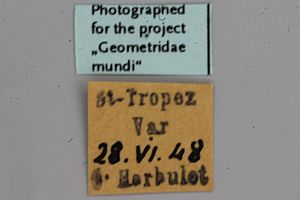 Photographed
for the project
„Geometridae
mundi“
St-Tropez
Var
28.VI.48
C. Herbulot